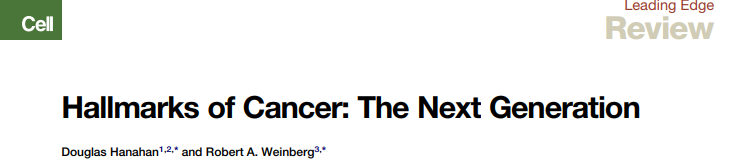 Cell
Leading Edge
Review
Hallmarks of Cancer: The Next Generation
Douglas Hanahan1,2,* and Robert A. Weinberg3,*